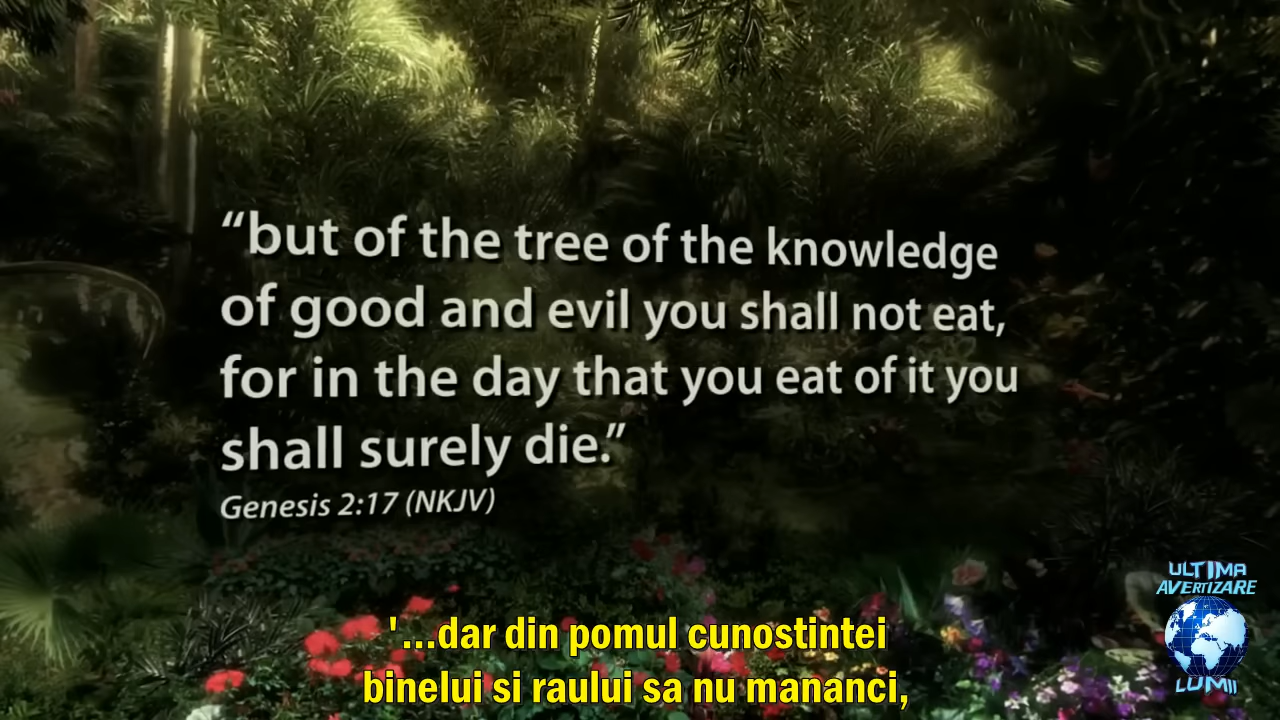 “but of the tree of the knowledge
of good and evil you shall not eat,
for in the day that you eat of it you
shall surely die.”
Genesis 2:17 (NKJV)
ULTIMA
AVERTIZARE
LUMII
'...dar din pomul cunostintei
binelui si raului sa nu mananci,